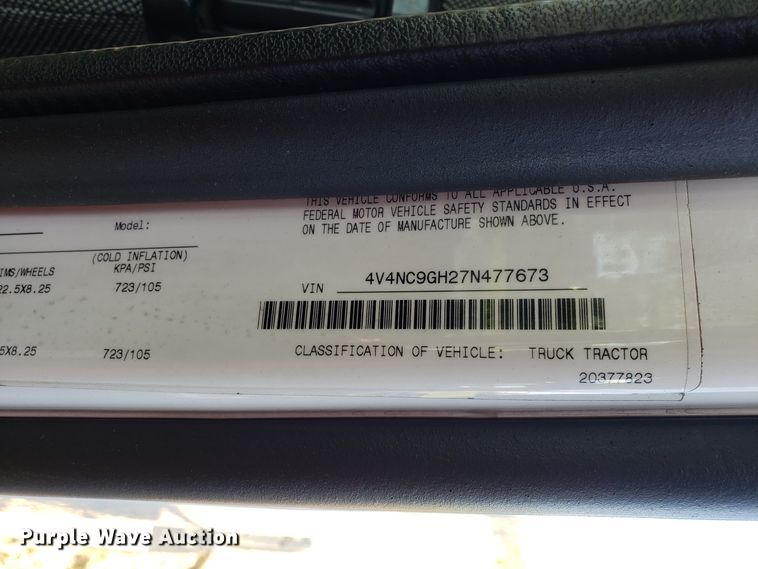 THIS VEHICLE CONFORMS TO ALL APPLICABLE U.S.A.
FEDERAL MOTOR VEHICLE SAFETY STANDARDS IN EFFECT
ON THE DATE OF MANUFACTURE SHOWN ABOVE.
Model:
(COLD INFLATION)
IMS/WHEELS KPA/PSI
22.5X8.25 723/105
5X8.25 723/105
VIN 4V4NC9GH27N477673
CLASSIFICATION OF VEHICLE: TRUCK TRACTOR
20377823
Purple Wave Auction